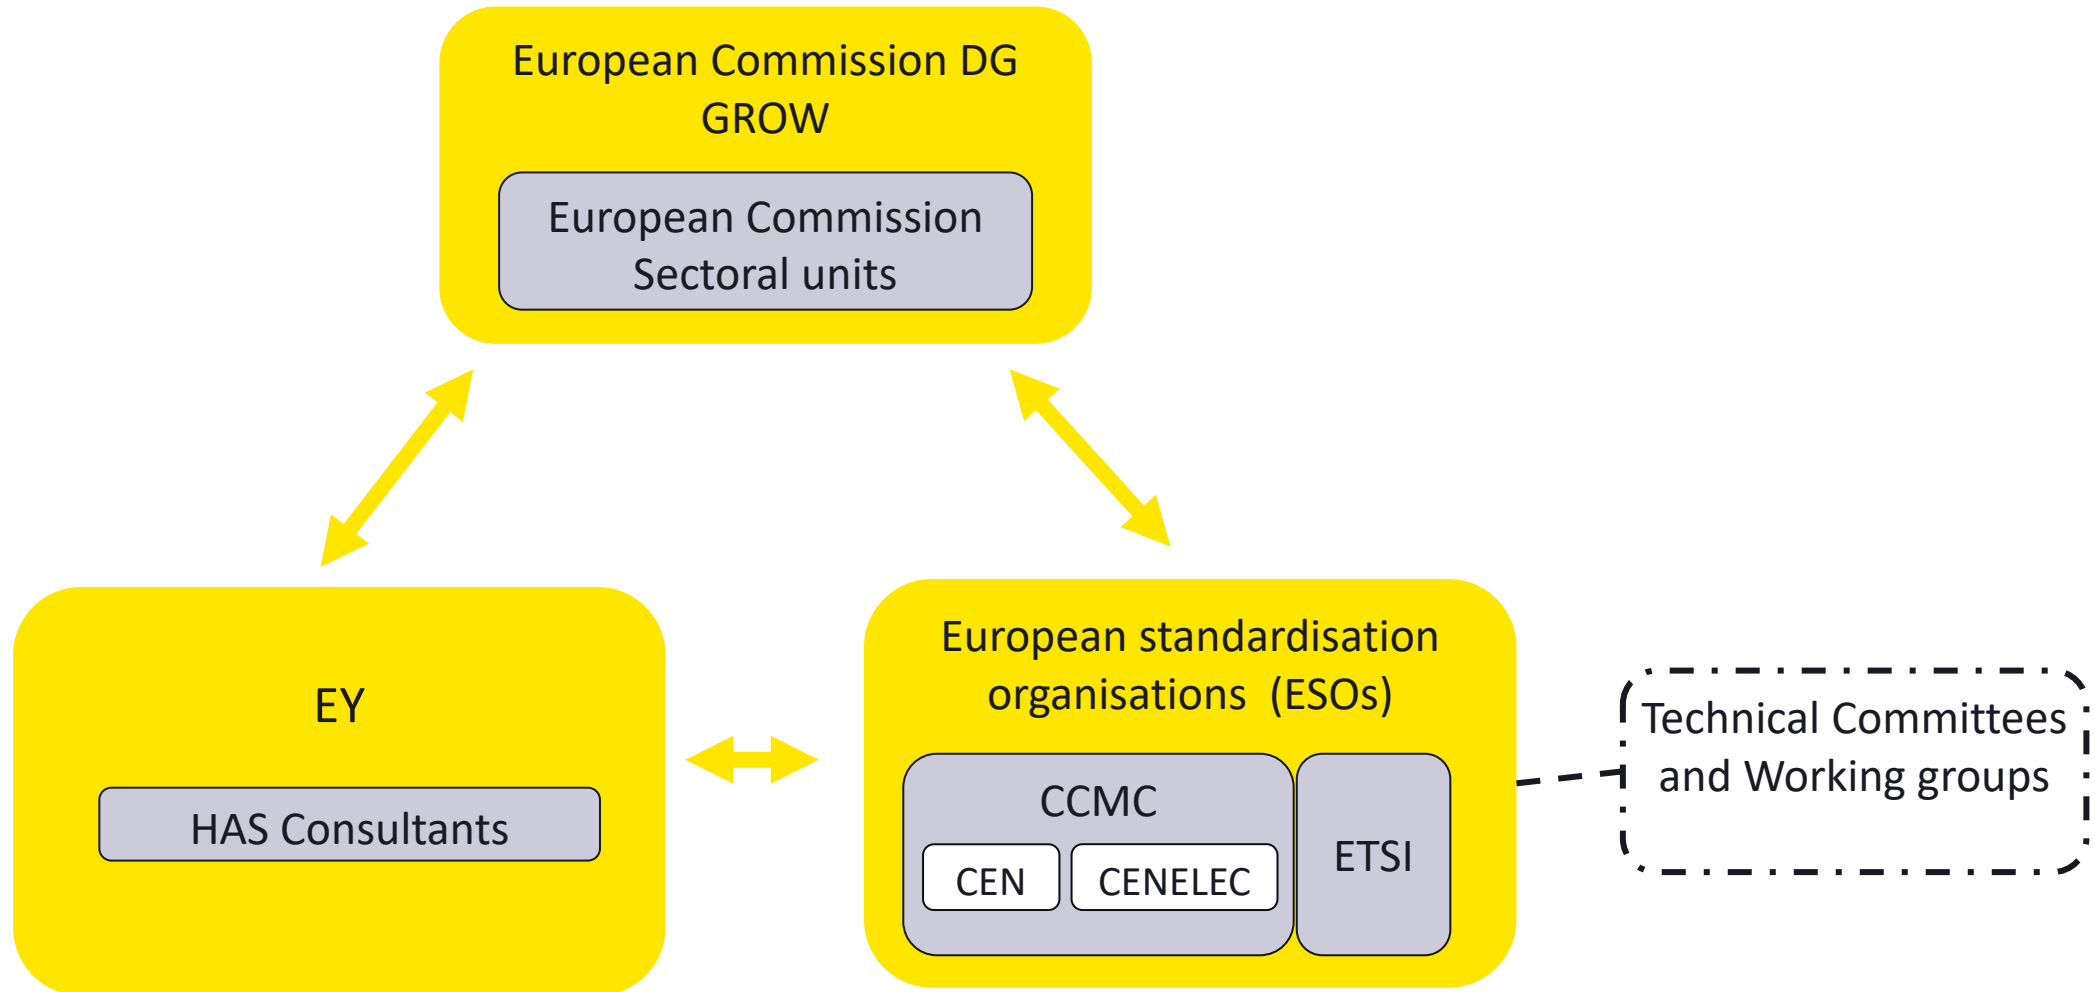 European Commission DG
GROW
European Commission
Sectoral units
EY
HAS Consultants
European standardisation
organisations (ESOs)
CCMC
CEN
CENELEC
ETSI
Technical Committees
and Working groups